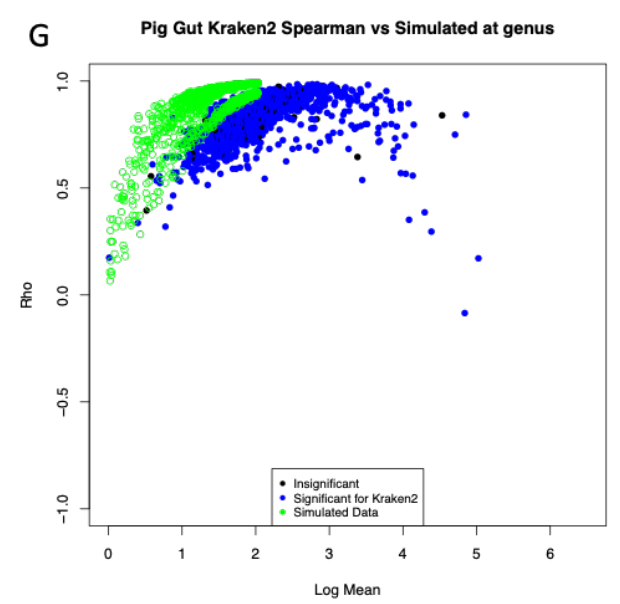 G
Pig Gut Kraken2 Spearman vs Simulated at genus
1.0
0.5
0.0
−0.5
−1.0
Rho
Insignificant
Significant for Kraken2
Simulated Data
0 1 2 3 4 5 6
Log Mean